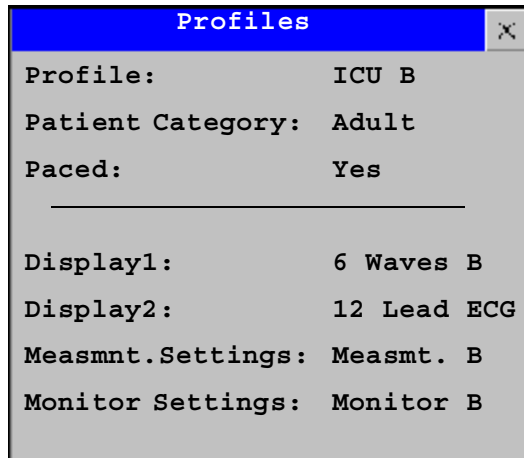 Profiles
Profile: ICU B
Patient Category: Adult
Paced: Yes
Display1: 6 Waves B
Display2: 12 Lead ECG
Measmnt.Settings: Measmt. B
Monitor Settings: Monitor B